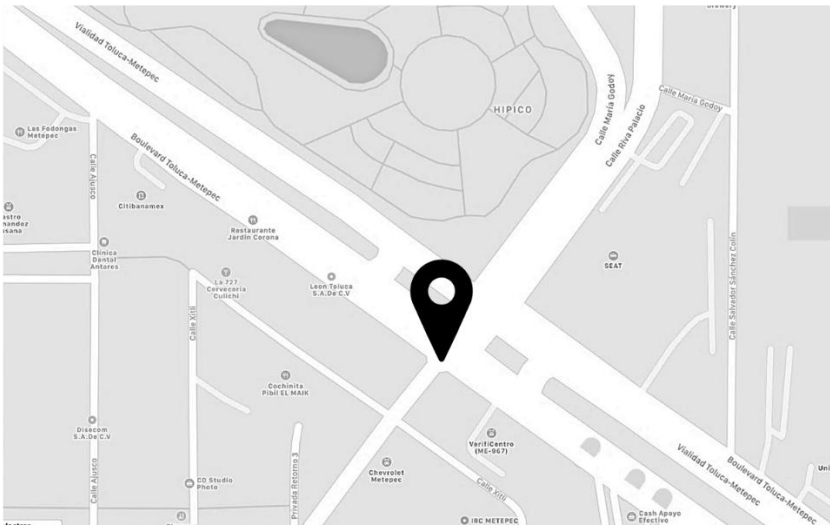 brewery
Vialidad Toluca-Metepec
HIPICO
Calle María Godoy
Calle Riva Palacio
Calle María Godoy
Las Fodongas
Metepec
Calle Ajusco
Boulevard Toluca-Metepec
Citibanamex
Restaurante
Jardín Corona
Clínica
Dental
Antares
La 727
Cervecería
Culichi
Leon Toluca
S.A.De C.V
SEAT
Calle Salvador Sánchez Colín
Calle Xitli
Cochinita
Pibil EL MAIK
Disecom
S.A.De C.V
VerifiCentro
(ME-967)
Chevrolet
Metepec
CD Studio
Photo
Calle Ajusco
Privada Retorno 3
Calle Xitli
Vialidad Toluca-Metepec
Boulevard Toluca-Metepec
IRC METEPEC
Cash Apoyo
Efectivo